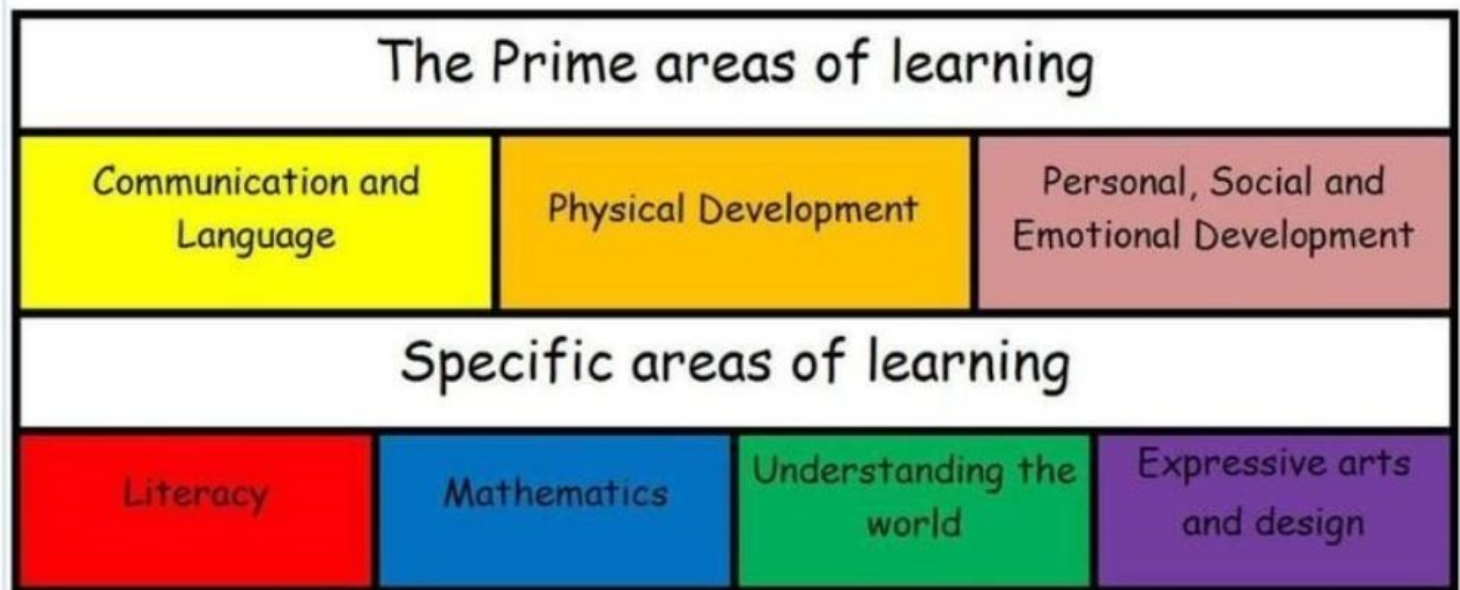 The Prime areas of learning
Communication and
Language
Physical Development
Personal, Social and
Emotional Development
Specific areas of learning
Literacy
Mathematics
Understanding the
world
Expressive arts
and design